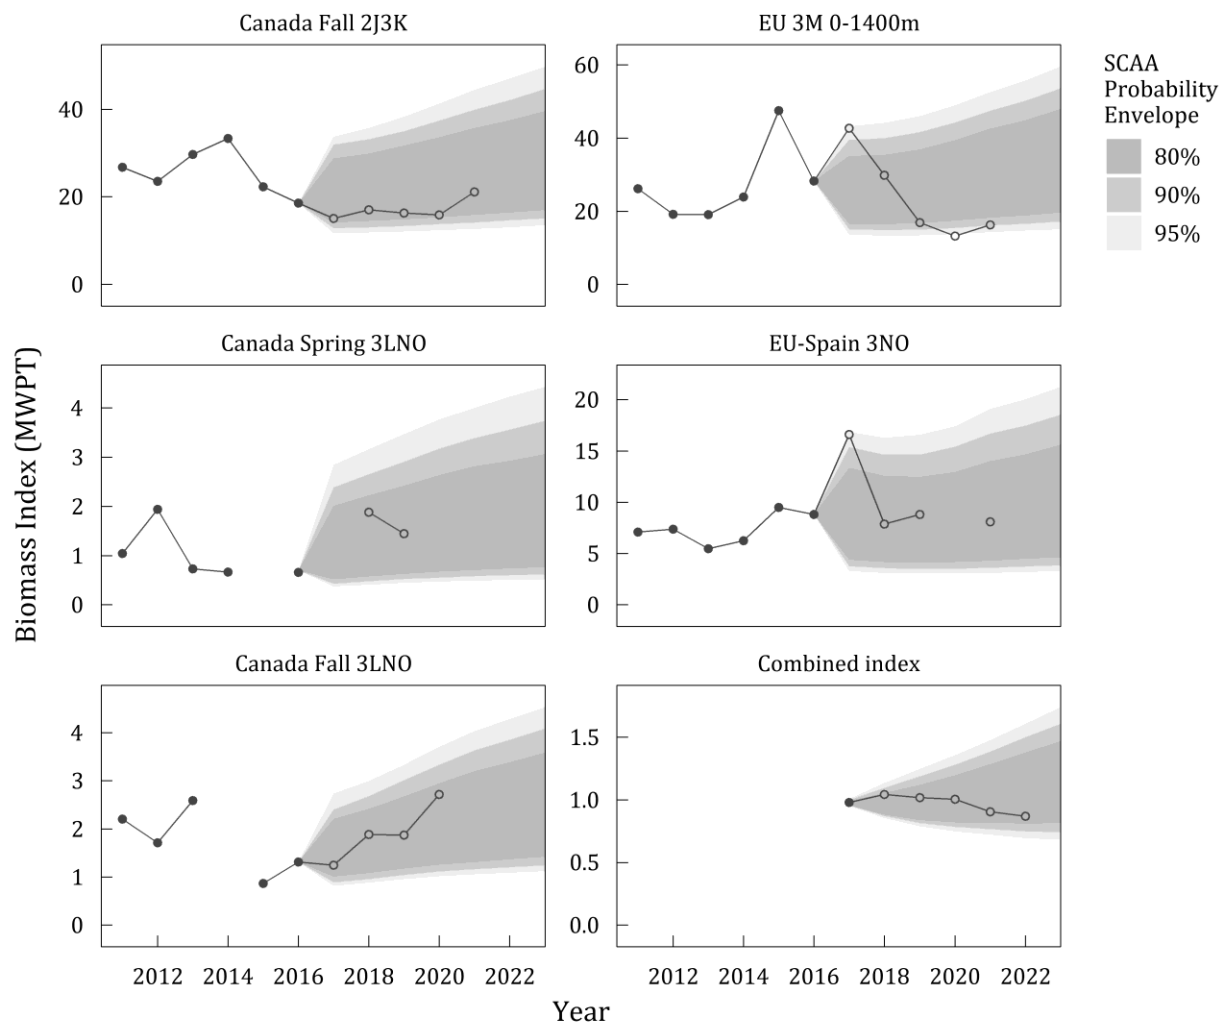 Canada Fall 2J3K
EU 3M 0-1400m
SCAA
Probability
Envelope
80%
90%
95%
40
20
0
60
40
20
0
Canada Spring 3LNO
EU-Spain 3NO
4
3
2
1
0
20
15
10
5
0
Canada Fall 3LNO
Combined index
4
3
2
1
0
1.5
1.0
0.5
0.0
2012 2014 2016 2018 2020 2022
2012 2014 2016 2018 2020 2022
Biomass Index (MWPT)
Year